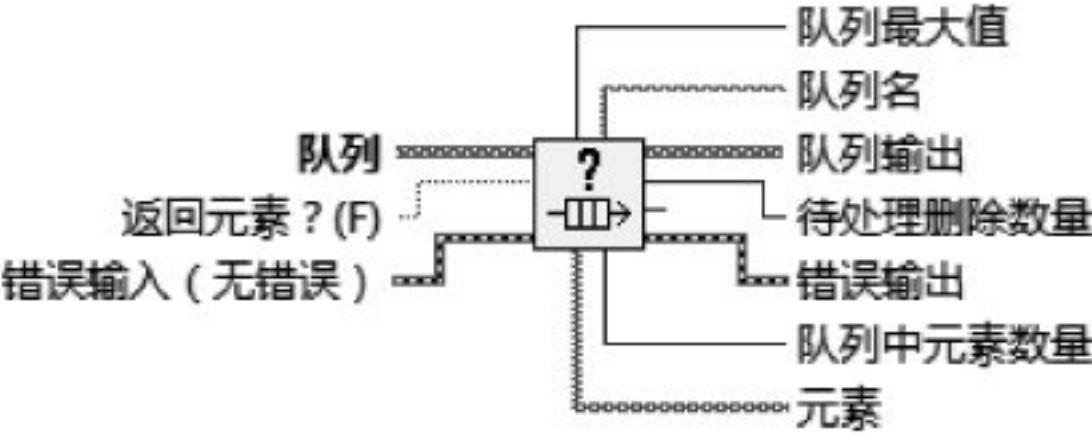 队列最大值
队列名
队列
?
队列输出
返回元素？(F)
待处理删除数量
错误输入（无错误）
错误输出
队列中元素数量
元素